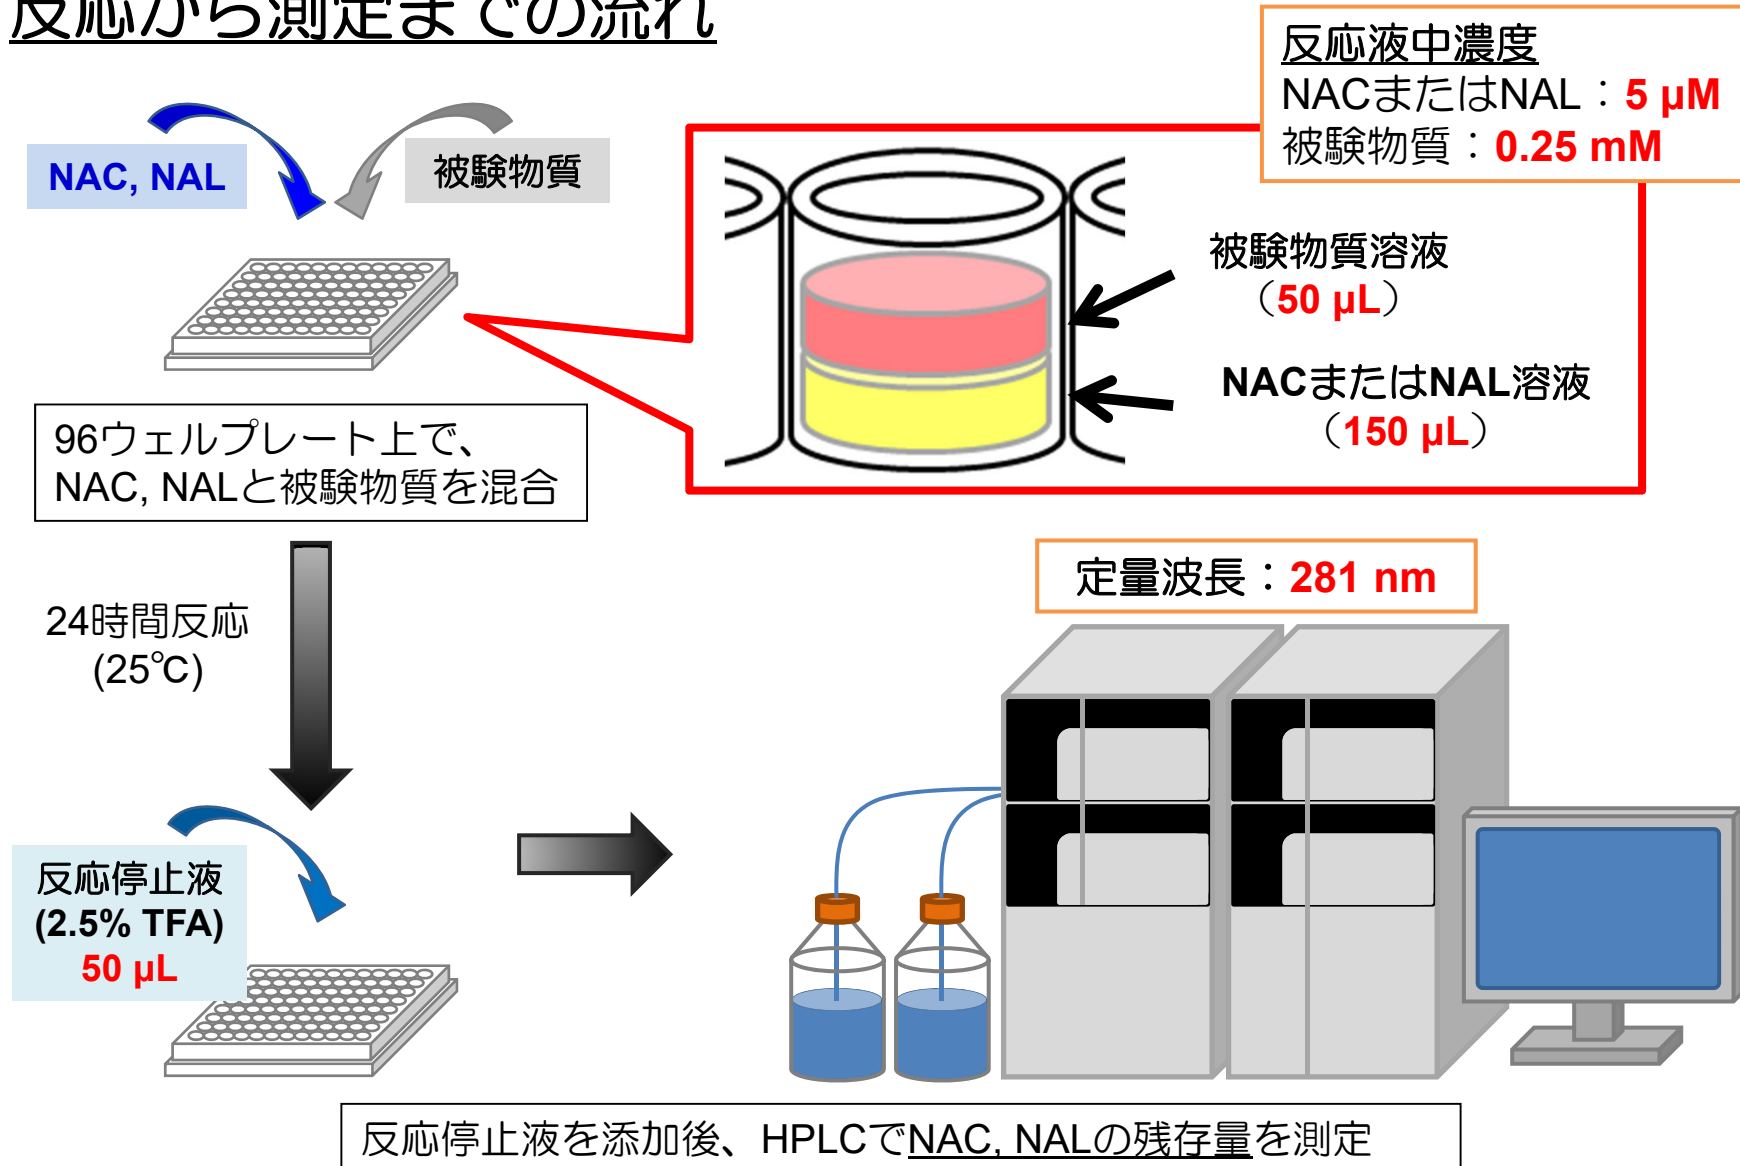 反応から測定までの流れ
反応液中濃度
NACまたはNAL：5 µM
被験物質：0.25 mM
NAC, NAL
被験物質
被験物質溶液
（50 µL）
NACまたはNAL溶液
（150 µL）
96ウェルプレート上で、
NAC, NALと被験物質を混合
24時間反応
(25℃)
定量波長：281 nm
反応停止液
(2.5% TFA)
50 µL
反応停止液を添加後、HPLCでNAC, NALの残存量を測定